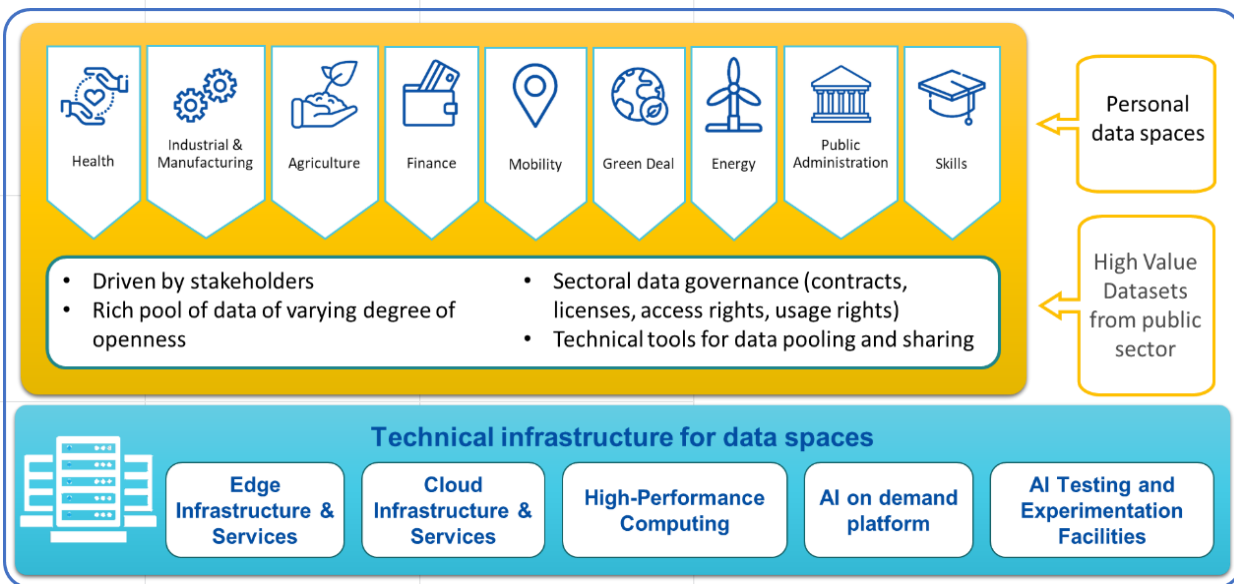 Health
Industrial &
Manufacturing
Agriculture
Finance
Mobility
Green Deal
Energy
Public
Administration
Skills
Personal
data spaces
• Driven by stakeholders
• Rich pool of data of varying degree of
openness
• Sectoral data governance (contracts,
licenses, access rights, usage rights)
• Technical tools for data pooling and sharing
High Value
Datasets
from public
sector
Technical infrastructure for data spaces
Edge
Infrastructure &
Services
Cloud
Infrastructure &
Services
High-Performance
Computing
AI on demand
platform
AI Testing and
Experimentation
Facilities